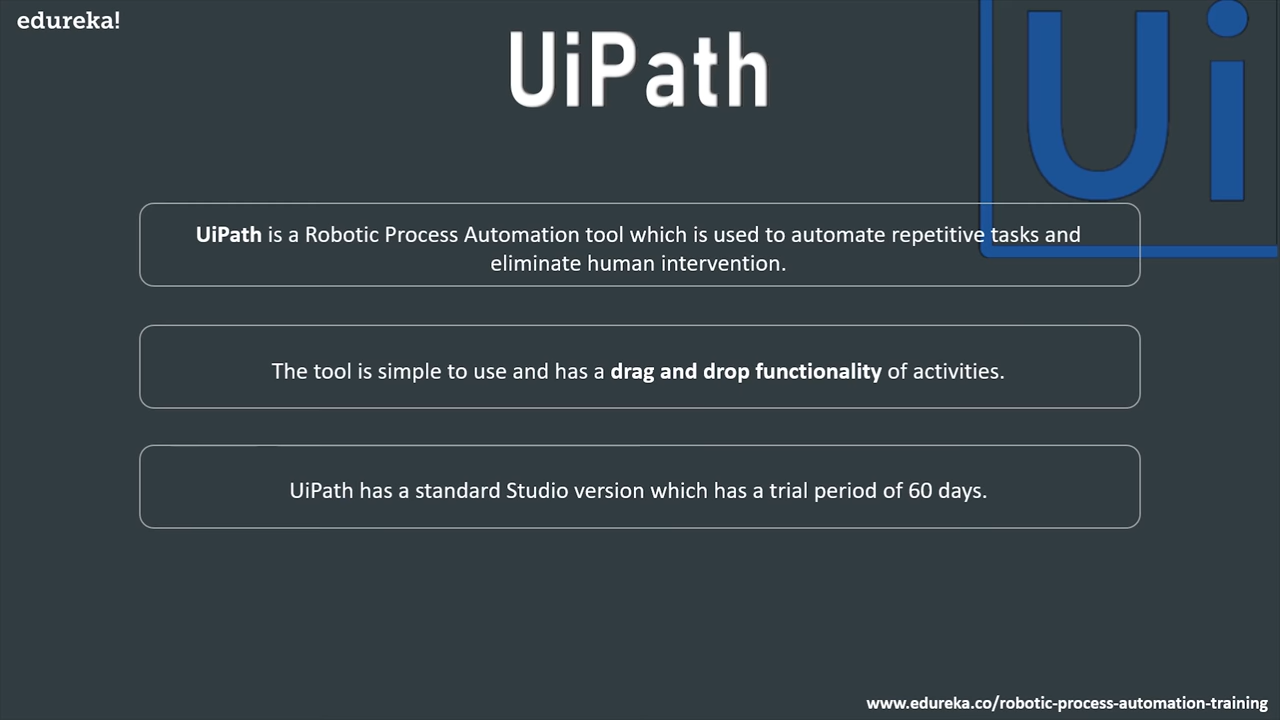 edureka!
UiPath
Ui
UiPath is a Robotic Process Automation tool which is used to automate repetitive tasks and
eliminate human intervention.
The tool is simple to use and has a drag and drop functionality of activities.
UiPath has a standard Studio version which has a trial period of 60 days.
www.edureka.co/robotic-process-automation-training